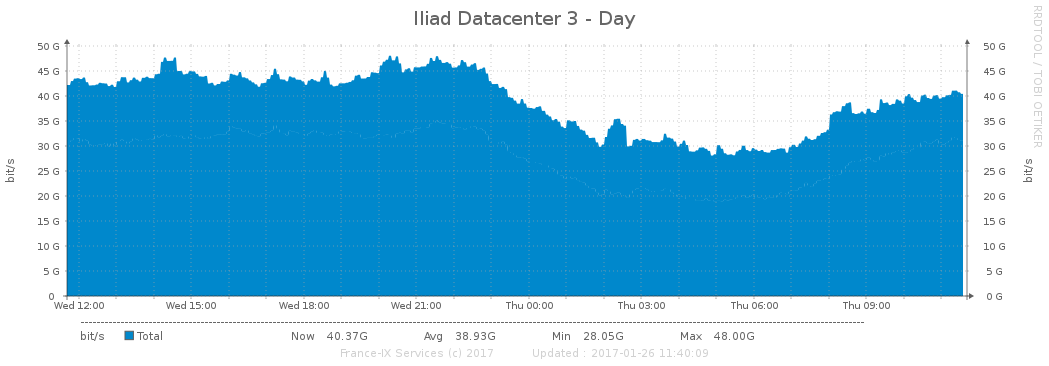 Iliad Datacenter 3 - Day
RRDTOOL / TOBI OETIKER
bit/s
50 G 50 G
45 G 45 G
40 G 40 G
35 G 35 G
30 G 30 G
25 G 25 G
20 G 20 G
15 G 15 G
10 G 10 G
5 G 5 G
0 0 G
bit/s
Wed 12:00 Wed 15:00 Wed 18:00 Wed 21:00 Thu 00:00 Thu 03:00 Thu 06:00 Thu 09:00
bit/s Total Now 40.37G Avg 38.93G Min 28.05G Max 48.00G
France-IX Services (c) 2017 Updated : 2017-01-26 11:40:09